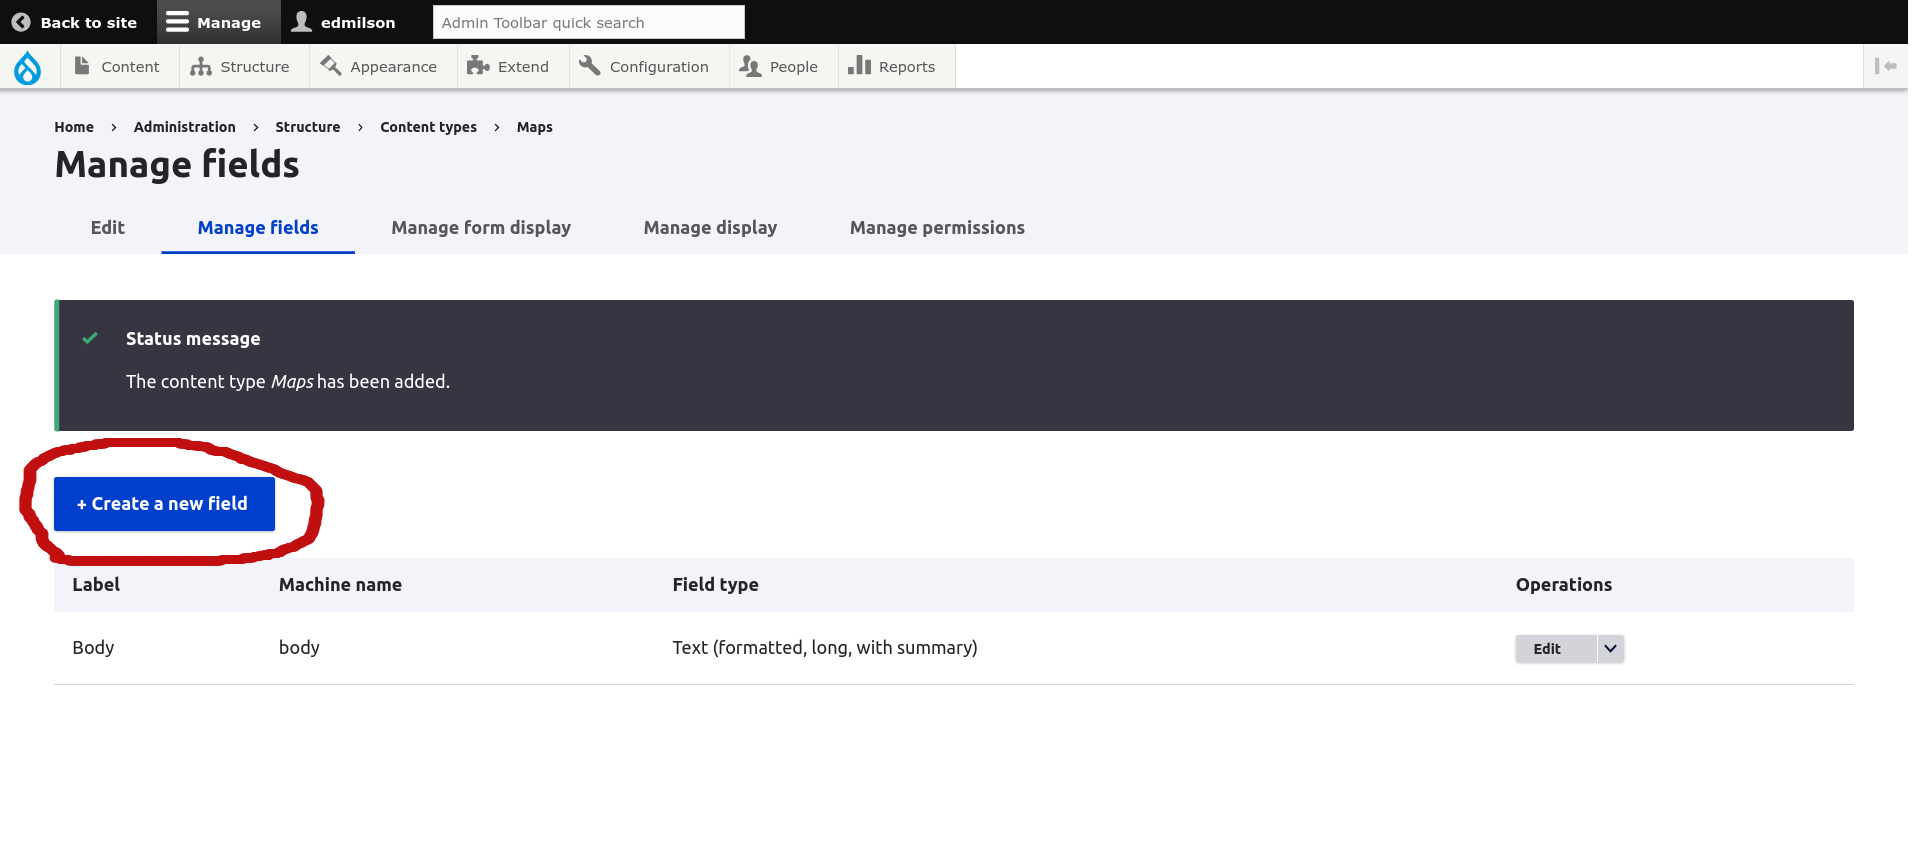 Back to site Manage edmilson Admin Toolbar quick search
Content Structure Appearance Extend Configuration People Reports
Home › Administration › Structure › Content types › Maps
Manage fields
Edit Manage fields Manage form display Manage display Manage permissions
Status message
The content type Maps has been added.
+ Create a new field
Label Machine name Field type Operations
Body body Text (formatted, long, with summary) Edit